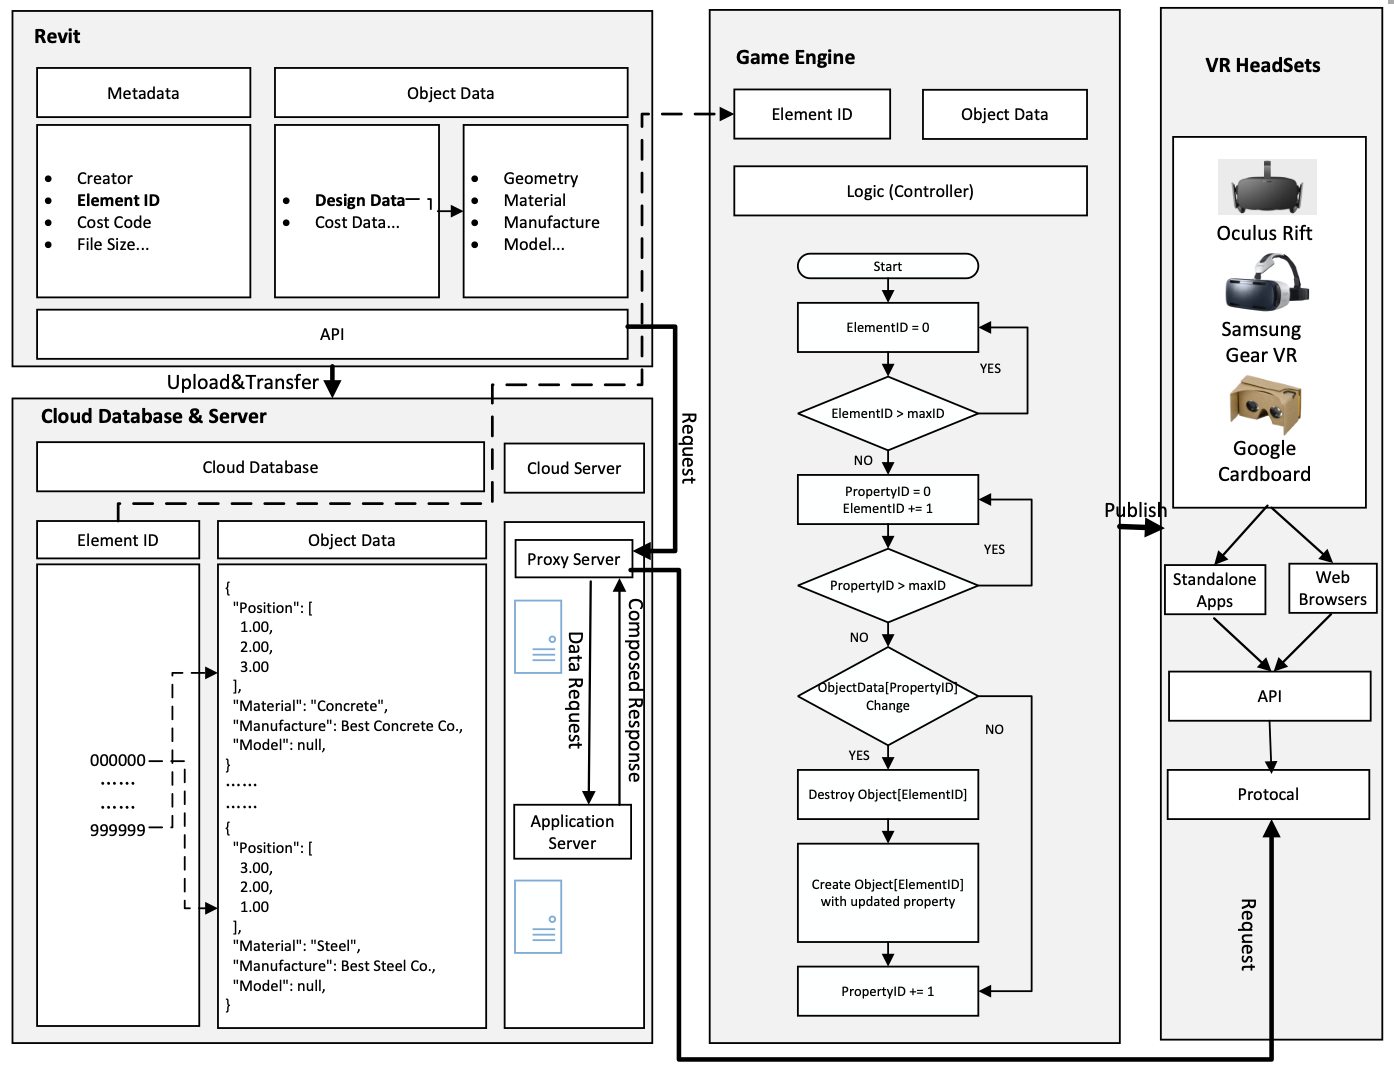 Revit
Metadata
Object Data
• Creator
• Element ID
• Cost Code
• File Size...
• Design Data
• Cost Data...
• Geometry
• Material
• Manufacture
• Model...
API
Upload&Transfer
Request
Cloud Database & Server
Cloud Database
Cloud Server
Element ID
Object Data
000000
......
......
999999
{
"Position": [
1.00,
2.00,
3.00
],
"Material": "Concrete",
"Manufacture": Best Concrete Co.,
"Model": null,
}
......
......
{
"Position": [
3.00,
2.00,
1.00
],
"Material": "Steel",
"Manufacture": Best Steel Co.,
"Model": null,
}
Proxy Server
Data Request
Composed Response
Application
Server
Game Engine
Element ID
Object Data
Logic (Controller)
Start
ElementID = 0
YES
ElementID > maxID
NO
PropertyID = 0
ElementID += 1
YES
PropertyID > maxID
NO
ObjectData[PropertyID]
Change
NO
YES
Destroy Object[ElementID]
Create Object[ElementID]
with updated property
PropertyID += 1
Publish
VR HeadSets
Oculus Rift
Samsung
Gear VR
Google
Cardboard
Standalone
Apps
Web
Browsers
API
Protocal
Request